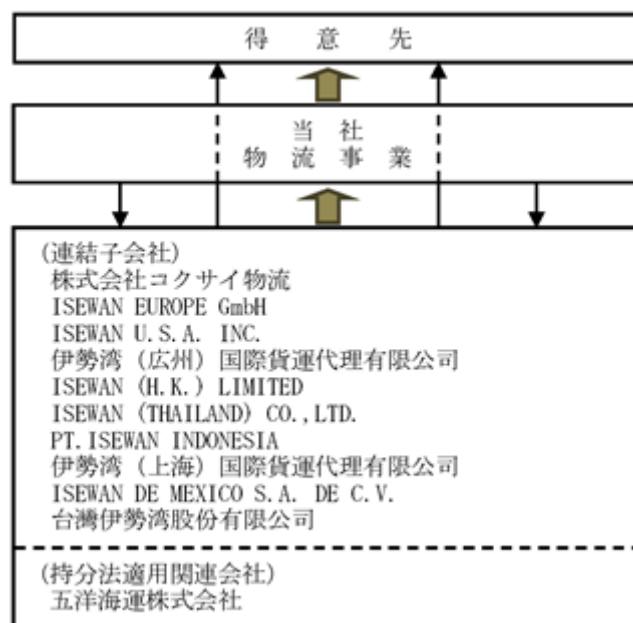 得 意 先
当 社
物 流 事 業
(連結子会社)
株式会社コクサイ物流
ISEWAN EUROPE GmbH
ISEWAN U.S.A. INC.
伊勢湾（広州）国際貨運代理有限公司
ISEWAN (H.K.) LIMITED
ISEWAN (THAILAND) CO.,LTD.
PT.ISEWAN INDONESIA
伊勢湾（上海）国際貨運代理有限公司
ISEWAN DE MEXICO S.A. DE C.V.
台灣伊勢湾股份有限公司
(持分法適用関連会社)
五洋海運株式会社